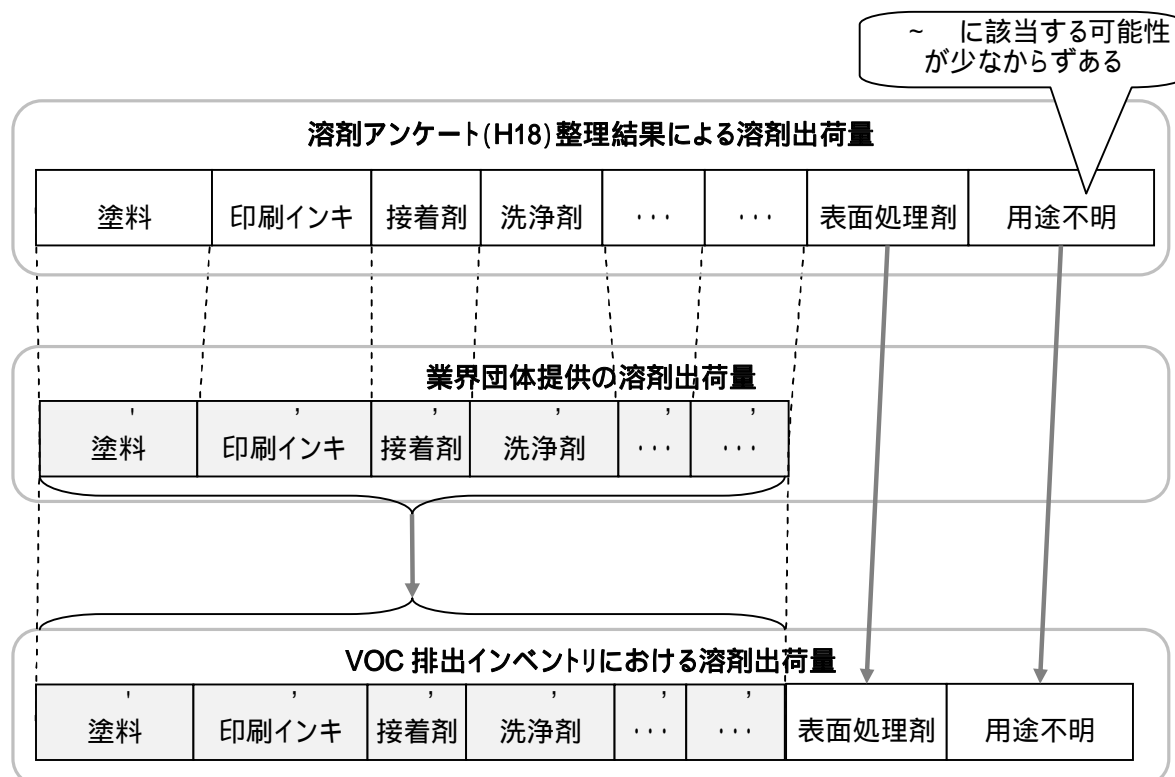 ~ に該当する可能性
が少なからずある
溶剤アンケート(H18)整理結果による溶剤出荷量
塗料 印刷インキ 接着剤 洗浄剤 ··· ··· 表面処理剤 用途不明
業界団体提供の溶剤出荷量
' ' ' ' ' '
塗料 印刷インキ 接着剤 洗浄剤 ··· ···
VOC 排出インベントリにおける溶剤出荷量
' ' ' ' ' '
塗料 印刷インキ 接着剤 洗浄剤 ··· ··· 表面処理剤 用途不明